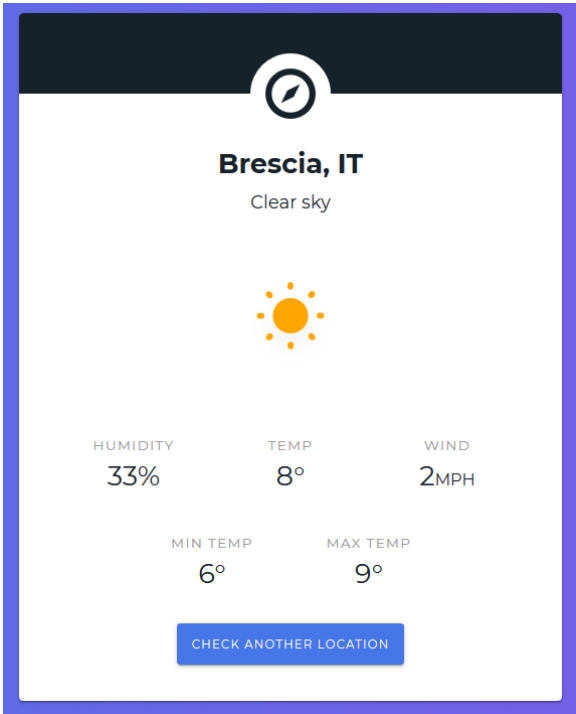 Brescia, IT
Clear sky
HUMIDITY TEMP WIND
33% 8° 2MPH
MIN TEMP MAX TEMP
6° 9°
CHECK ANOTHER LOCATION